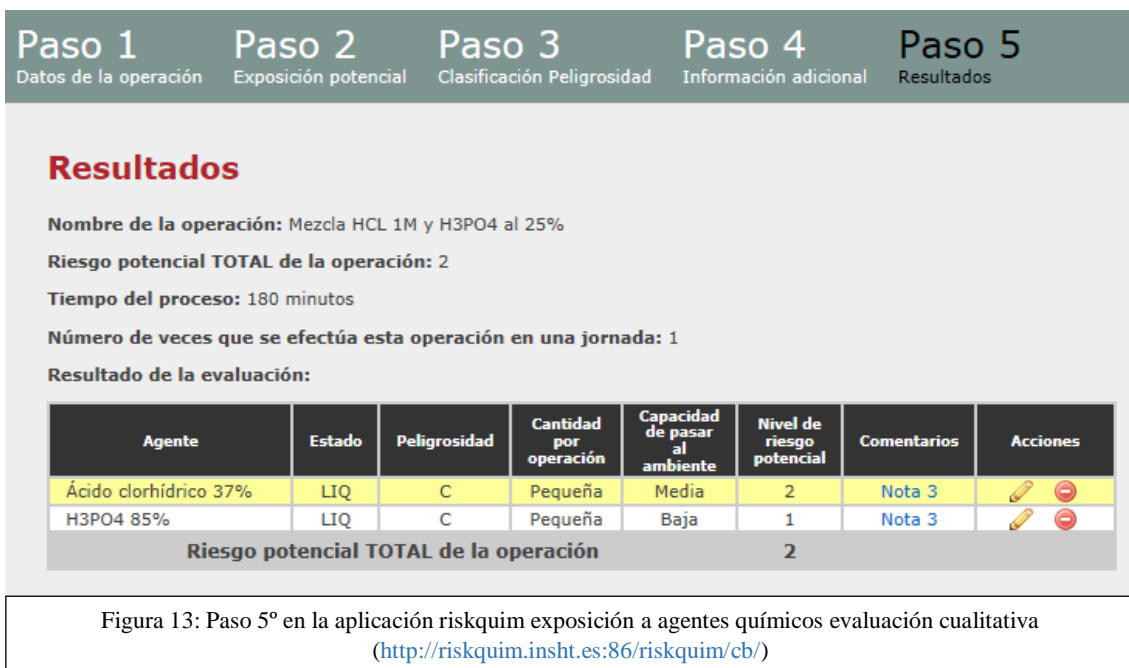 Paso 1 Paso 2 Paso 3 Paso 4 Paso 5
Datos de la operación Exposición potencial Clasificación Peligrosidad Información adicional Resultados
Resultados
Nombre de la operación: Mezcla HCL 1M y H3PO4 al 25%
Riesgo potencial TOTAL de la operación: 2
Tiempo del proceso: 180 minutos
Número de veces que se efectúa esta operación en una jornada: 1
Resultado de la evaluación:
Agente Estado Peligrosidad Cantidad por operación Capacidad de pasar al ambiente Nivel de riesgo potencial Comentarios Acciones
Ácido clorhídrico 37% LIQ C Pequeña Media 2 Nota 3
H3PO4 85% LIQ C Pequeña Baja 1 Nota 3
Riesgo potencial TOTAL de la operación 2
Figura 13: Paso 5º en la aplicación riskquim exposición a agentes químicos evaluación cualitativa
(http://riskquim.insht.es:86/riskquim/cb/)